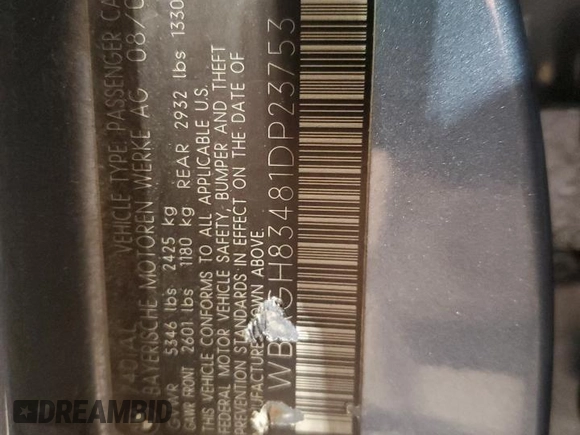 VEHICLE TYPE: PASSENGER CA
BAYERISCHE MOTOREN WERKE AG 08/
5346 lbs 2425 kg
GAWR FRONT 2601 lbs 1180 kg REAR 2932 lbs 1330
THIS VEHICLE CONFORMS TO ALL APPLICABLE U.S.
FEDERAL MOTOR VEHICLE SAFETY, BUMPER AND THEFT
PREVENTION STANDARDS IN EFFECT ON THE DATE OF
ABOVE.
GH83481DP23753
DREAMBID